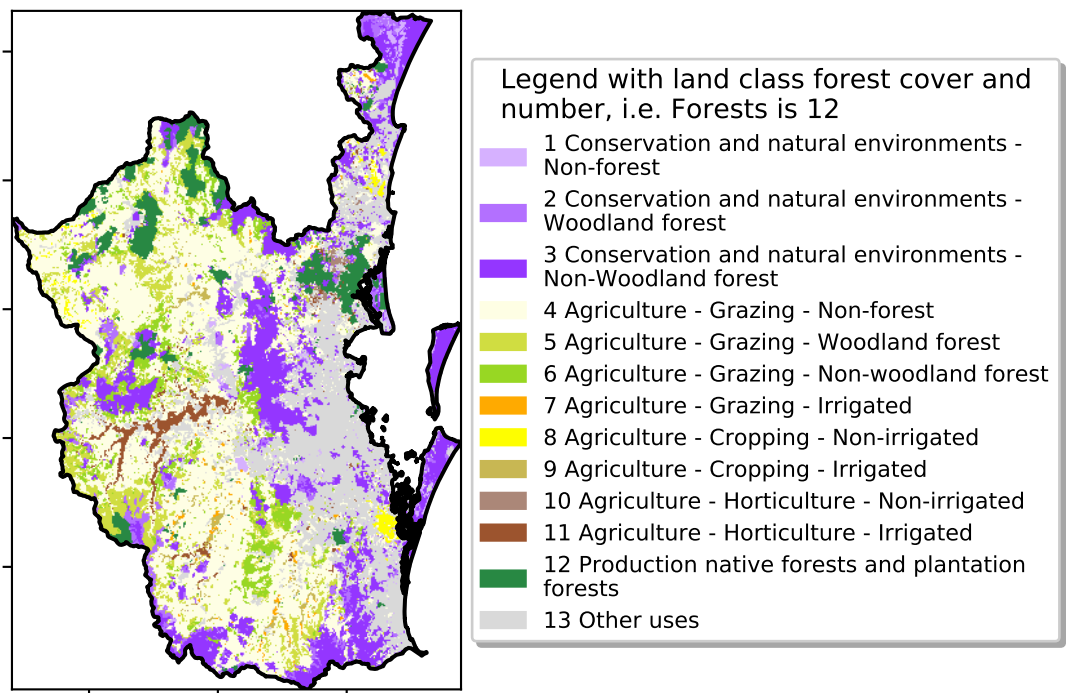 Legend with land class forest cover and
number, i.e. Forests is 12
1 Conservation and natural environments -
Non-forest
2 Conservation and natural environments -
Woodland forest
3 Conservation and natural environments -
Non-Woodland forest
4 Agriculture - Grazing - Non-forest
5 Agriculture - Grazing - Woodland forest
6 Agriculture - Grazing - Non-woodland forest
7 Agriculture - Grazing - Irrigated
8 Agriculture - Cropping - Non-irrigated
9 Agriculture - Cropping - Irrigated
10 Agriculture - Horticulture - Non-irrigated
11 Agriculture - Horticulture - Irrigated
12 Production native forests and plantation
forests
13 Other uses